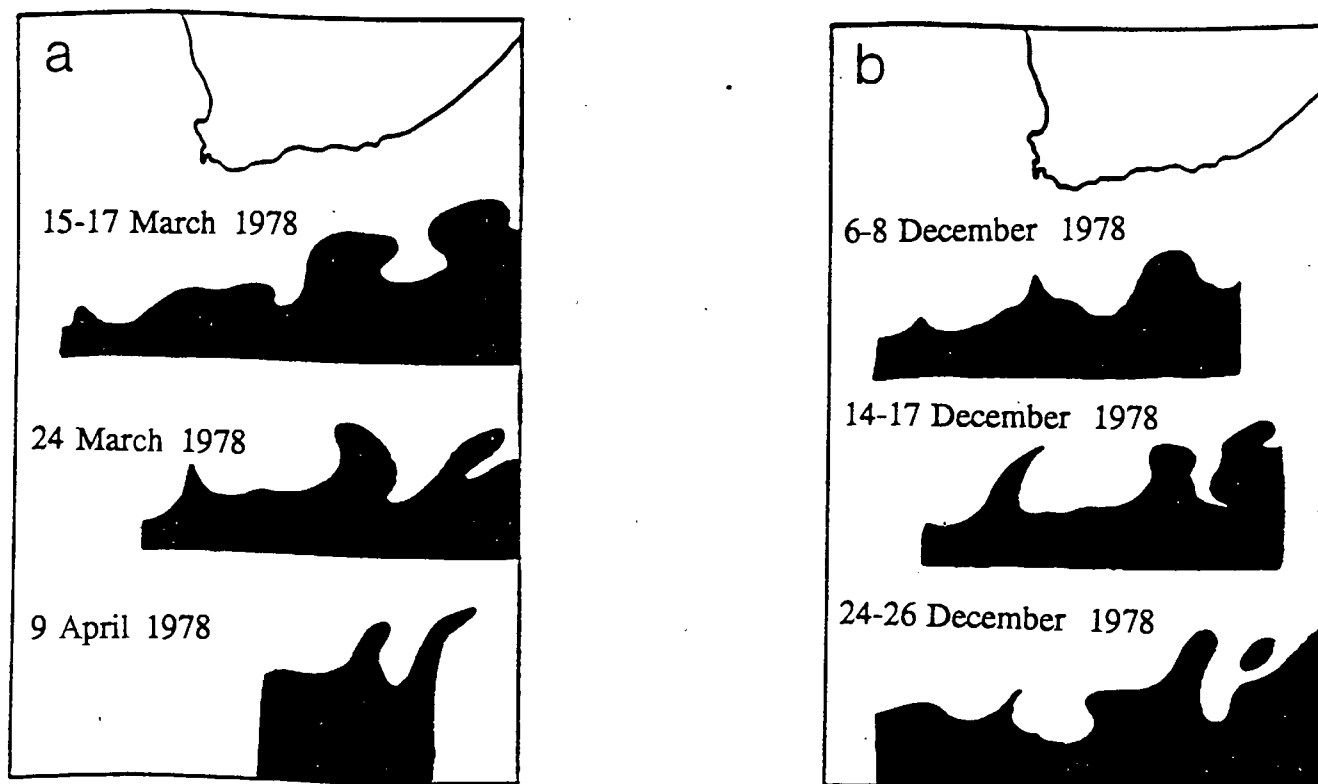 a
15-17 March 1978
24 March 1978
9 April 1978
b
6-8 December 1978
14-17 December 1978
24-26 December 1978